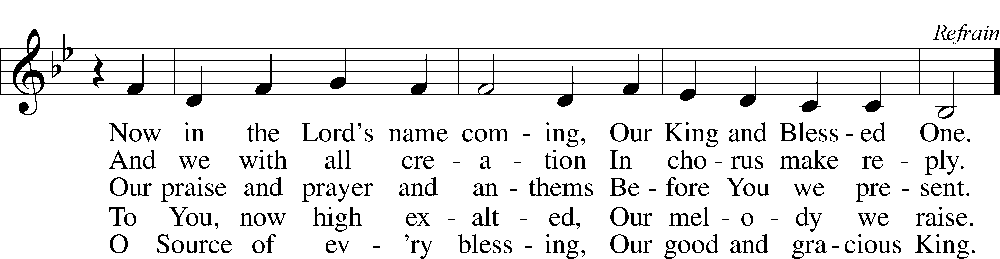 Refrain
Now in the Lord's name com - ing, Our King and Bless - ed One.
And we with all cre - a - tion In cho - rus make re - ply.
Our praise and prayer and an - thems Be - fore You we pre - sent.
To You, now high ex - alt - ed, Our mel - o - dy we raise.
O Source of ev - 'ry bless - ing, Our good and gra - cious King.